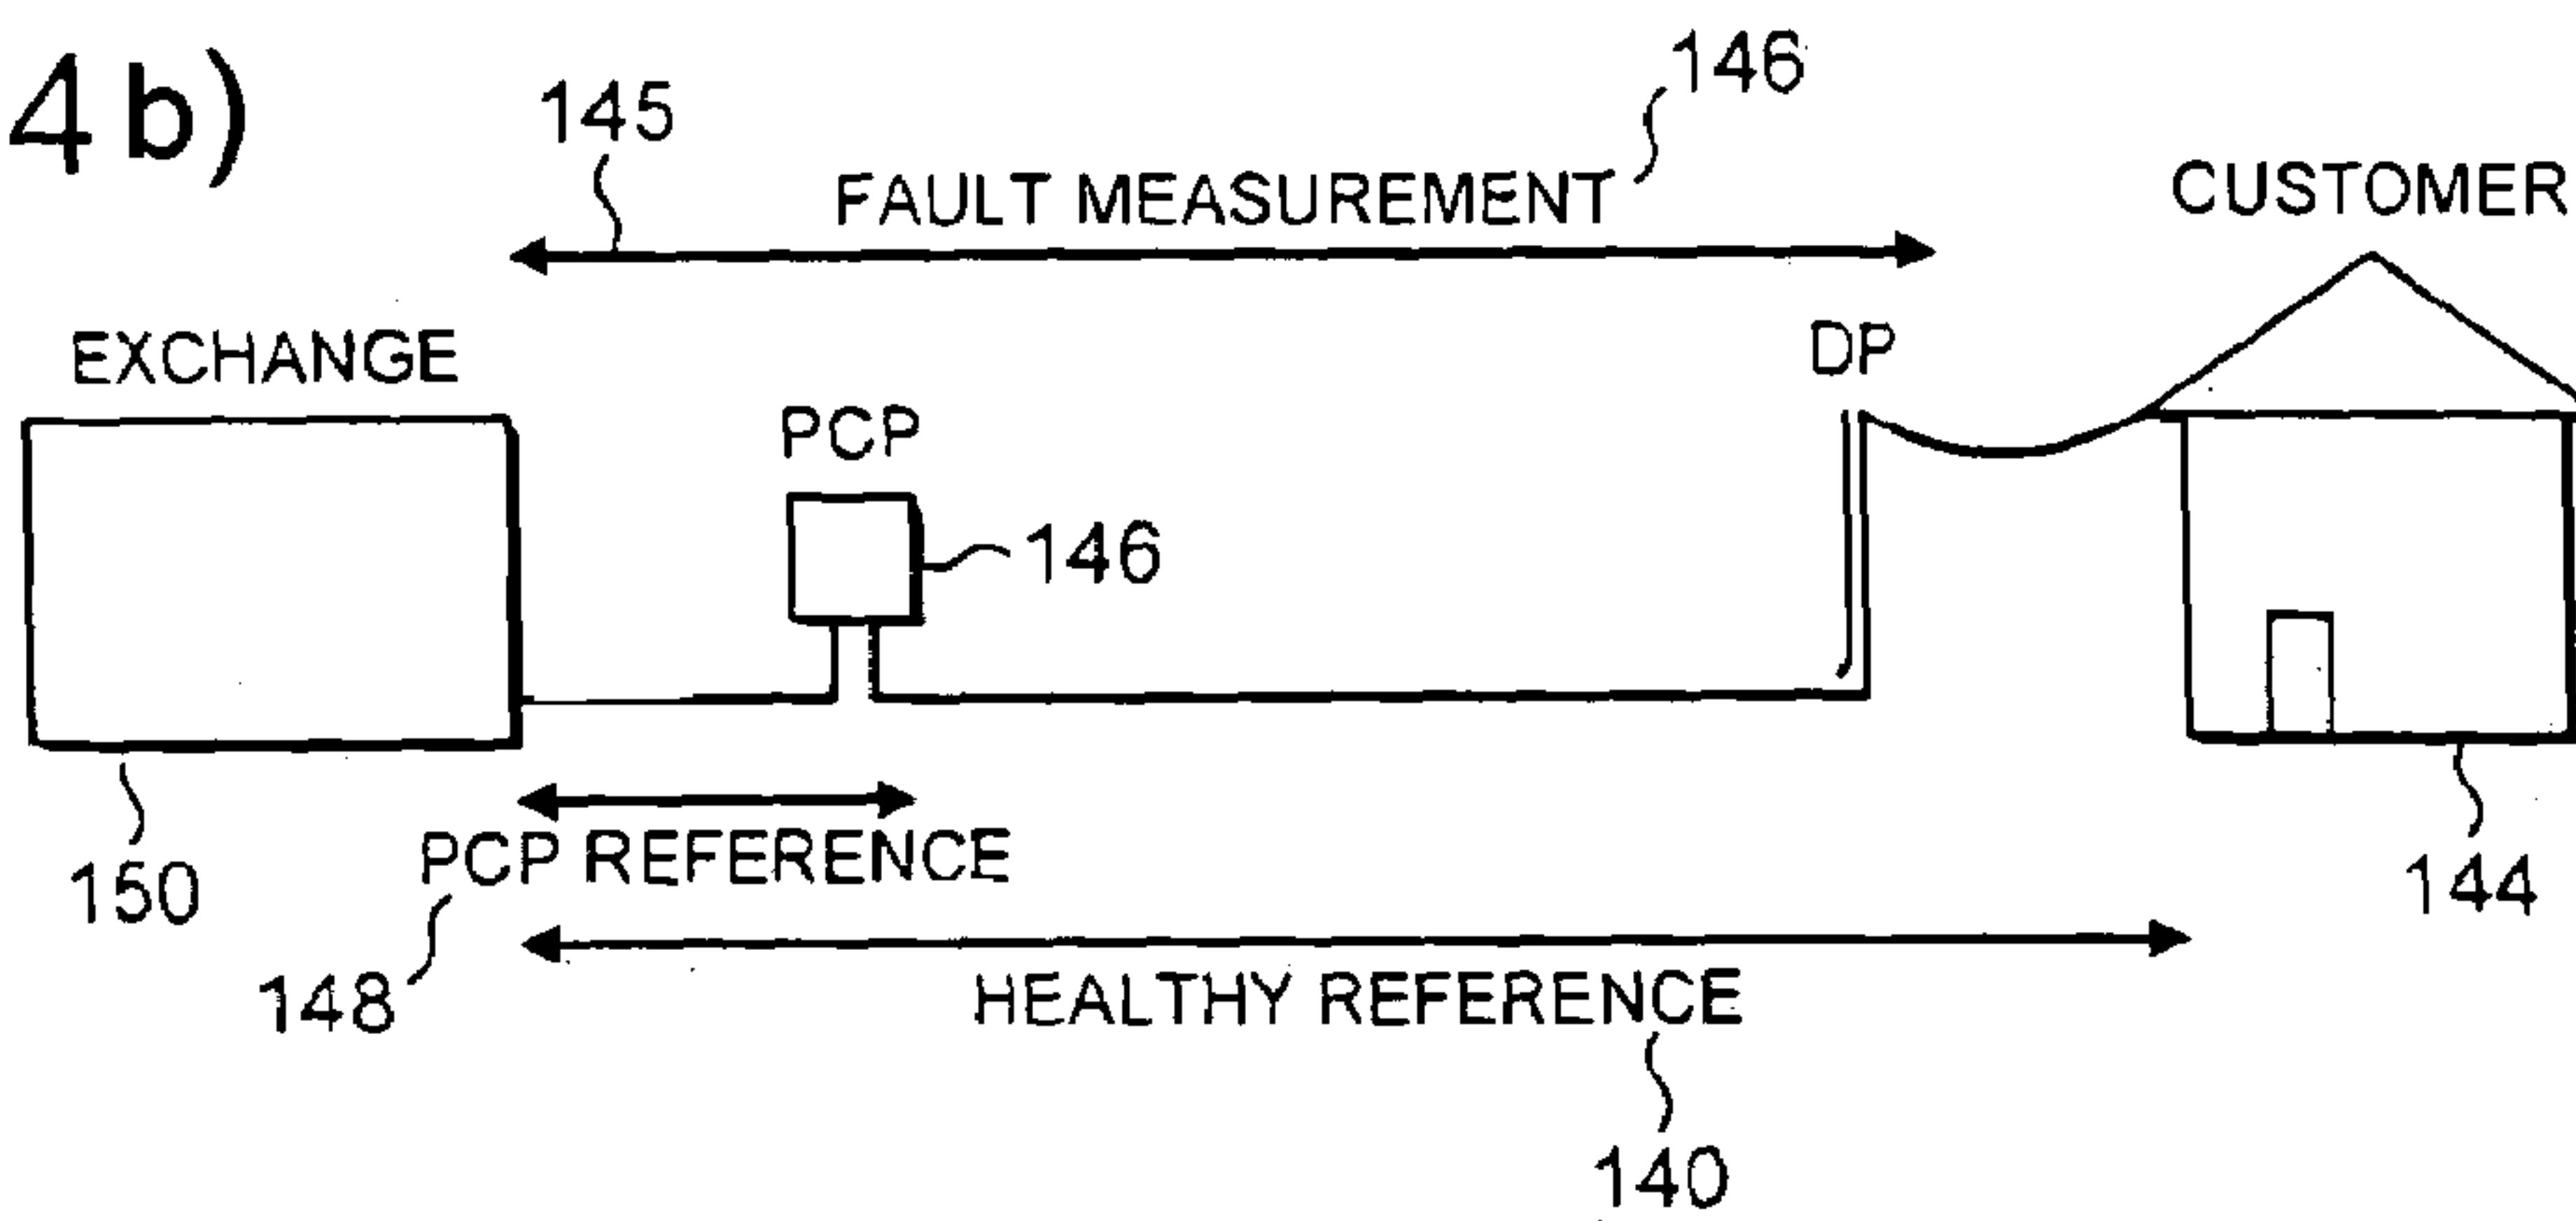 4 b)
146
145
FAULT MEASUREMENT
CUSTOMER
EXCHANGE
DP
PCP
146
PCP REFERENCE
150
144
148
HEALTHY REFERENCE
140